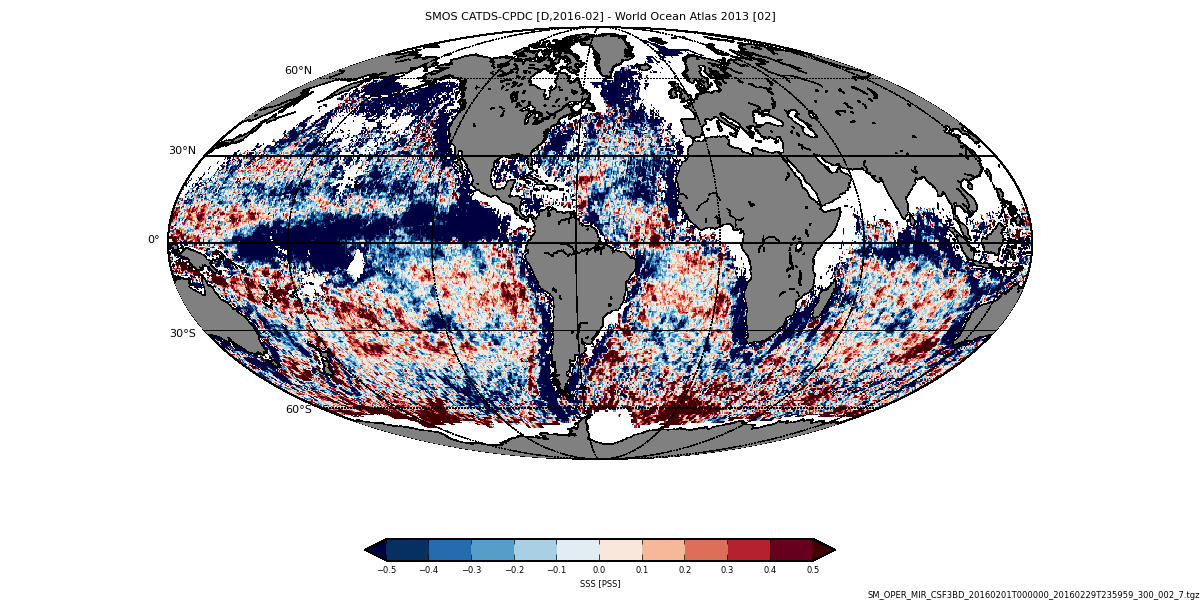 SMOS CATDS-CPDC [D,2016-02] - World Ocean Atlas 2013 [02]
60°N
30°N
0°
30°S
60°S
−0.5 −0.4 −0.3 −0.2 −0.1 0.0 0.1 0.2 0.3 0.4 0.5
SSS [PSS]
SM_OPER_MIR_CSF3BD_20160201T000000_20160229T235959_300_002_7.tgz